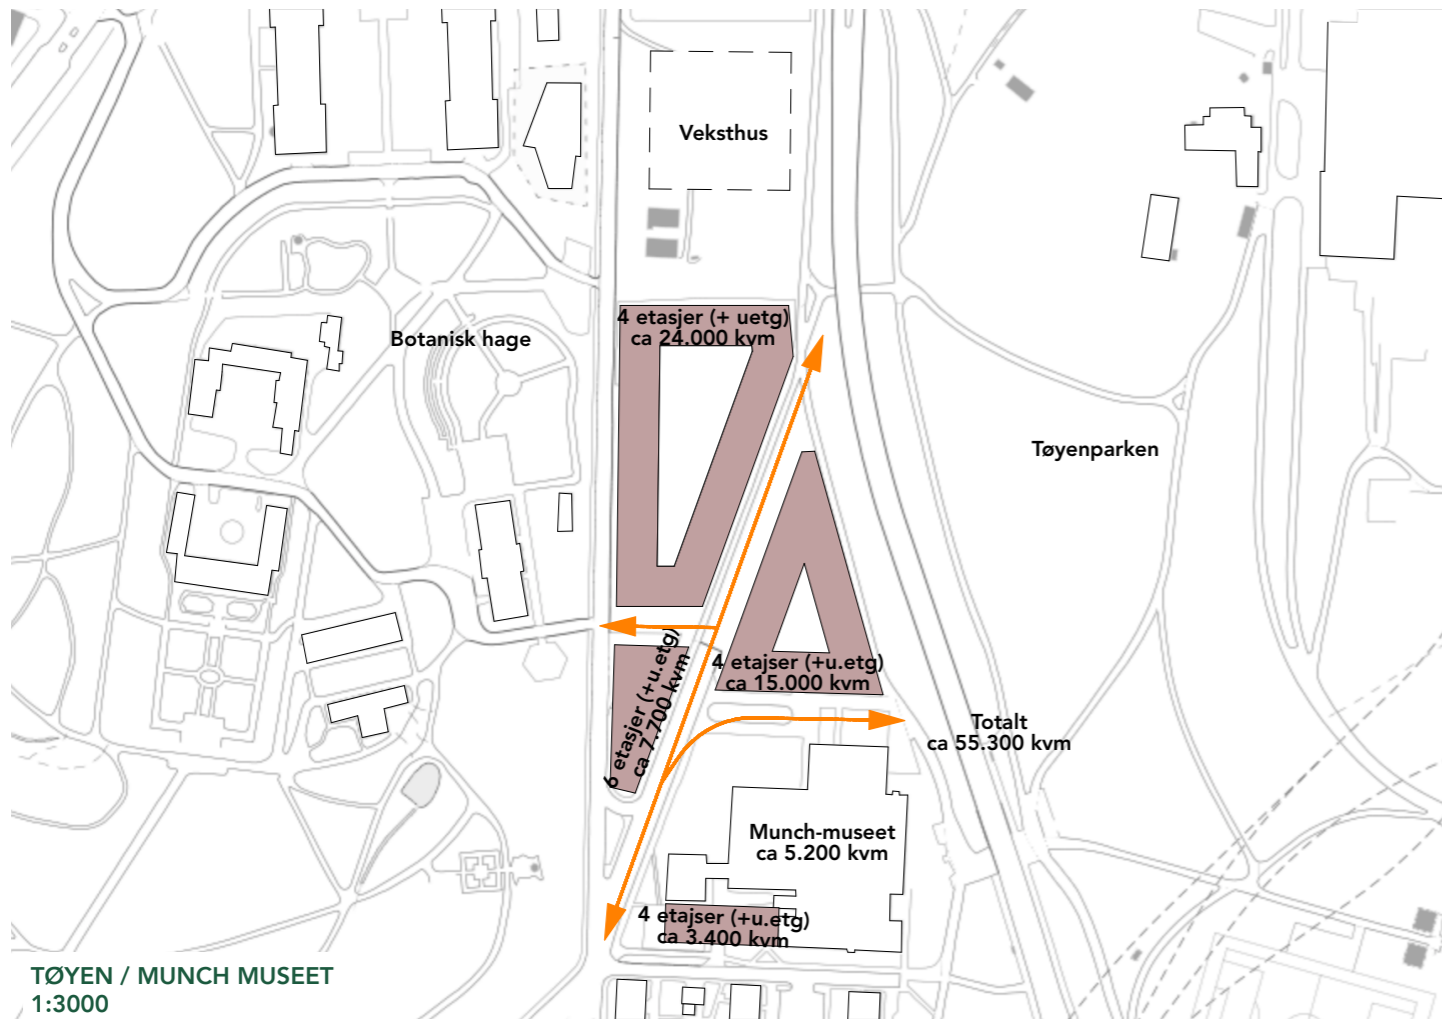 Veksthus
4 etasjer (+ uetg)
ca 24.000 kvm
Botanisk hage
Tøyenparken
6 etasjer (+u.etg)
ca 7.700 kvm
4 etajser (+u.etg)
ca 15.000 kvm
Totalt
ca 55.300 kvm
Munch-museet
ca 5.200 kvm
4 etajser (+u.etg)
ca 3.400 kvm
TØYEN / MUNCH MUSEET
1:3000